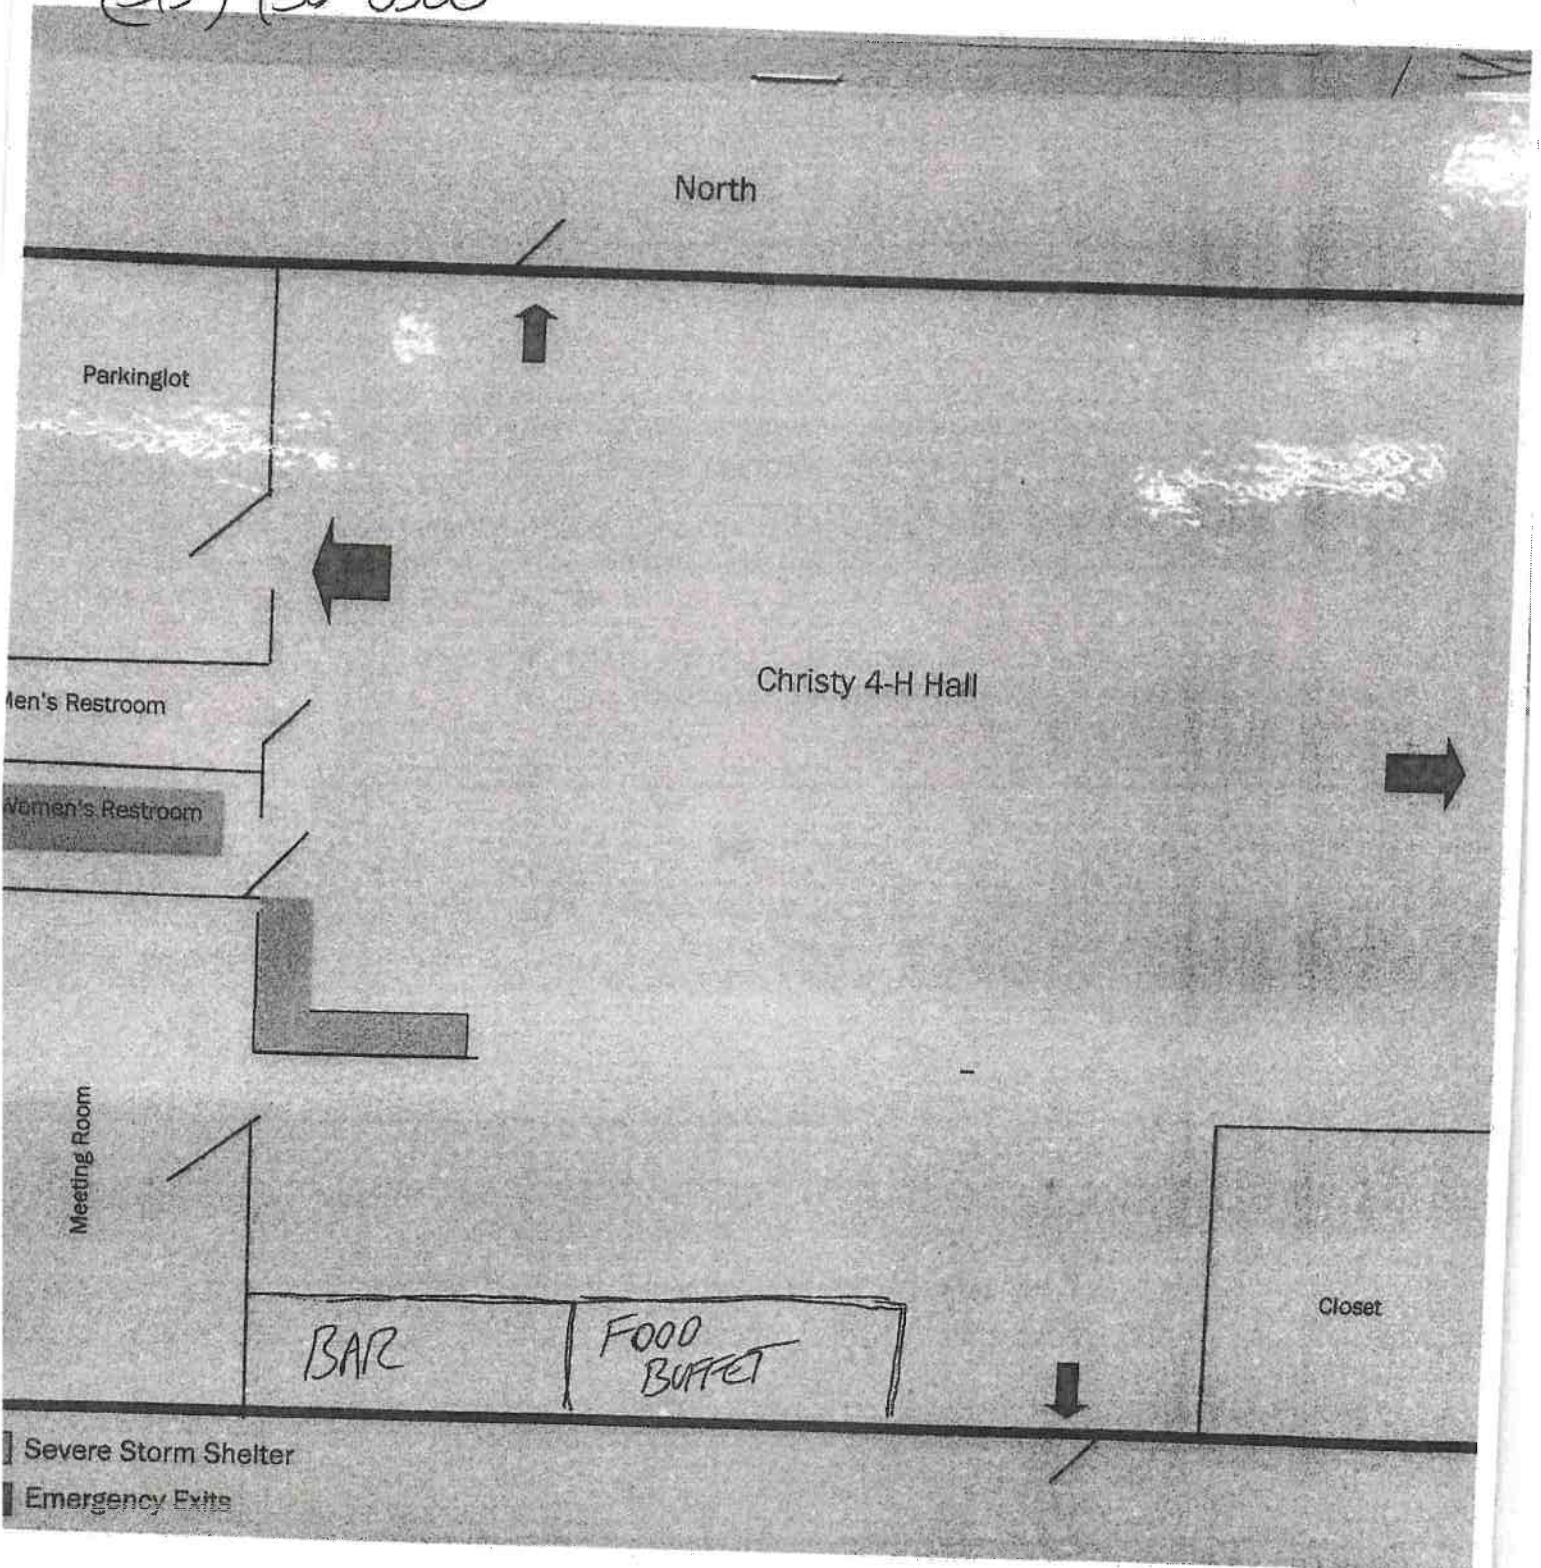 North
Parkinglot
Christy 4-H Hall
Men's Restroom
Women's Restroom
Meeting Room
Closet
BAR
FOOD
BUFFET
Severe Storm Shelter
Emergency Exits